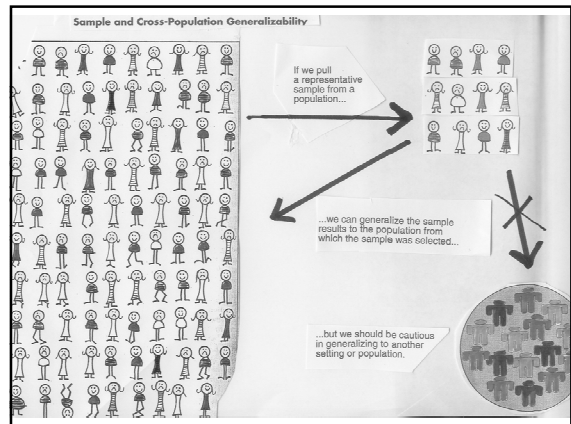 Sample and Cross-Population Generalizability
If we pull
a representative
sample from a
population...
...we can generalize the sample
results to the population from
which the sample was selected...
...but we should be cautious
in generalizing to another
setting or population.